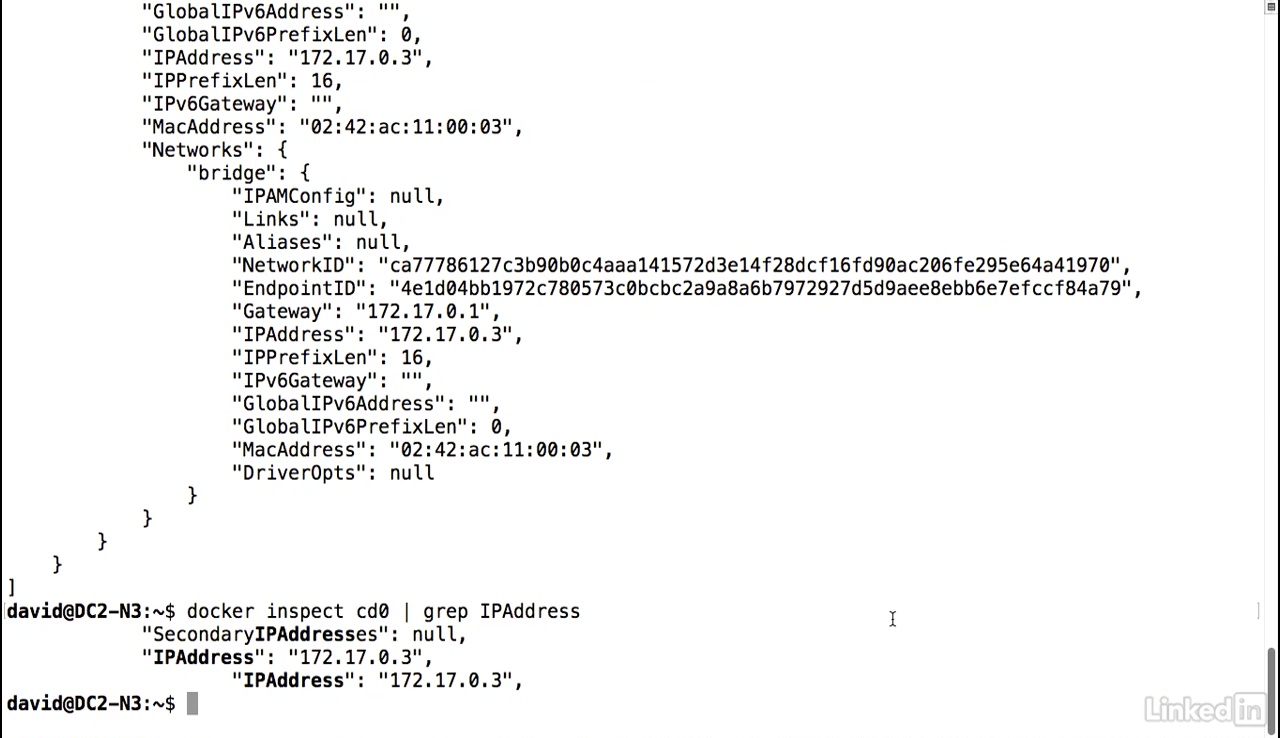 "GlobalIPv6Address": "",
"GlobalIPv6PrefixLen": 0,
"IPAddress": "172.17.0.3",
"IPPrefixLen": 16,
"IPv6Gateway": "",
"MacAddress": "02:42:ac:11:00:03",
"Networks": {
"bridge": {
"IPAMConfig": null,
"Links": null,
"Aliases": null,
"NetworkID": "ca77786127c3b90b0c4aaa141572d3e14f28dcf16fd90ac206fe295e64a41970",
"EndpointID": "4e1d04bb1972c780573c0bcbc2a9a8a6b7972927d5d9aee8ebb6e7efccf84a79",
"Gateway": "172.17.0.1",
"IPAddress": "172.17.0.3",
"IPPrefixLen": 16,
"IPv6Gateway": "",
"GlobalIPv6Address": "",
"GlobalIPv6PrefixLen": 0,
"MacAddress": "02:42:ac:11:00:03",
"DriverOpts": null
}
}
}
}
]
david@DC2-N3:~$ docker inspect cd0 | grep IPAddress
"SecondaryIPAddresses": null,
"IPAddress": "172.17.0.3",
"IPAddress": "172.17.0.3",
david@DC2-N3:~$
Linked in